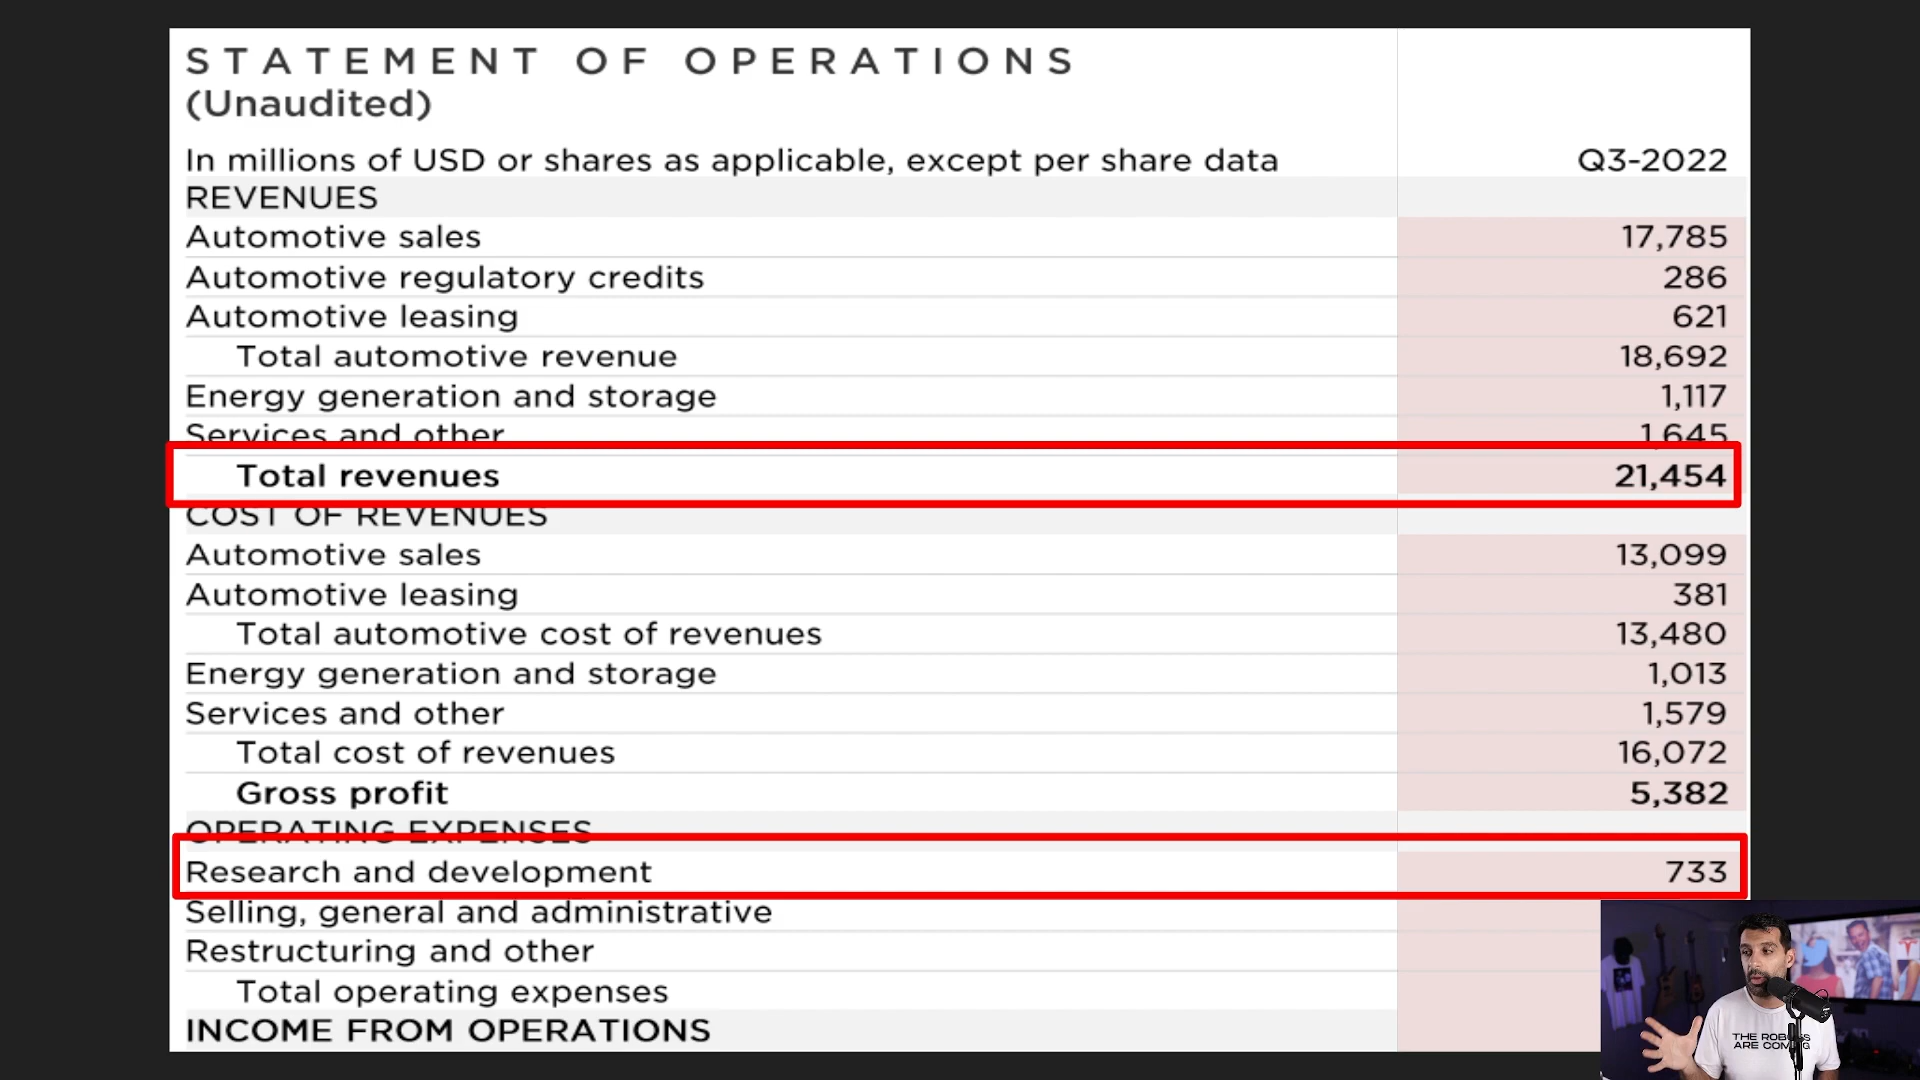 STATEMENT OF OPERATIONS
(Unaudited)
In millions of USD or shares as applicable, except per share data Q3-2022
REVENUES
Automotive sales 17,785
Automotive regulatory credits 286
Automotive leasing 621
Total automotive revenue 18,692
Energy generation and storage 1,117
Services and other 1,645
Total revenues 21,454
COST OF REVENUES
Automotive sales 13,099
Automotive leasing 381
Total automotive cost of revenues 13,480
Energy generation and storage 1,013
Services and other 1,579
Total cost of revenues 16,072
Gross profit 5,382
OPERATING EXPENSES
Research and development 733
Selling, general and administrative
Restructuring and other
Total operating expenses
INCOME FROM OPERATIONS
THE
ARE